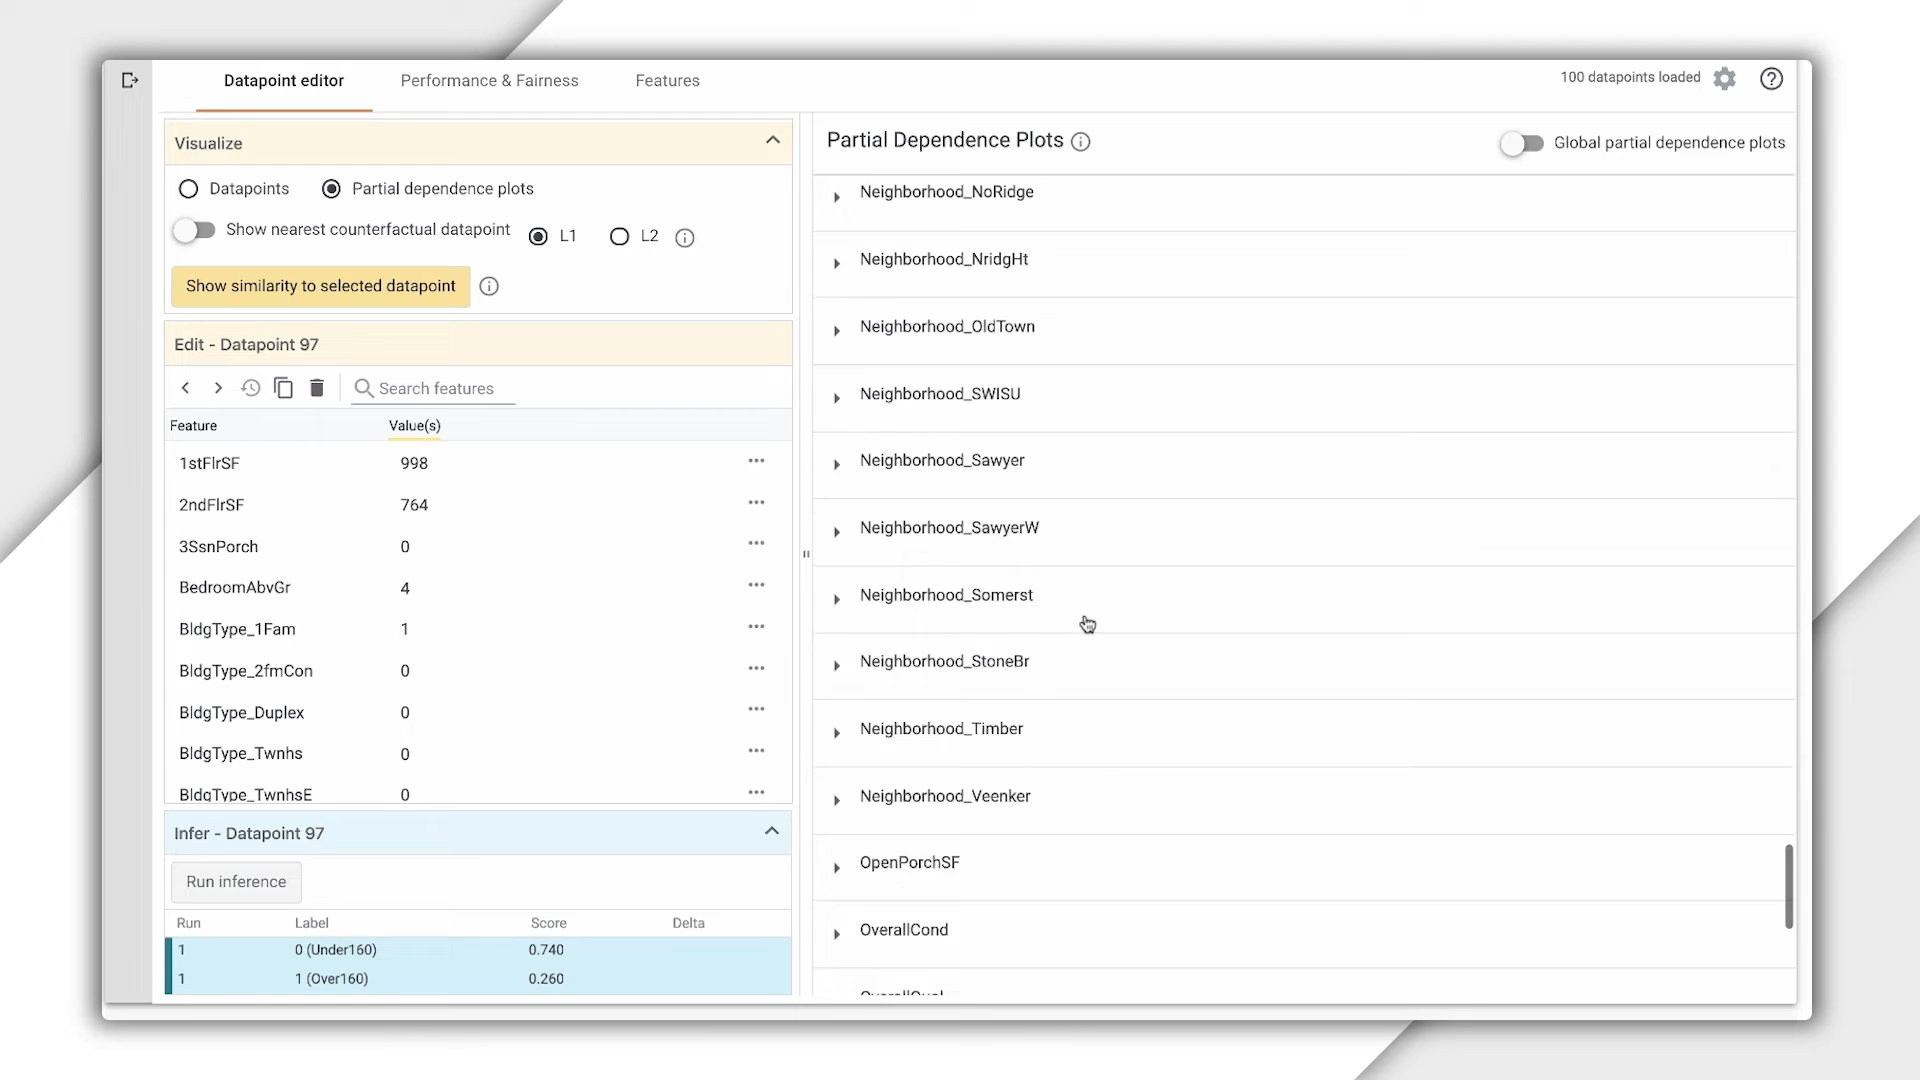 Datapoint editor
Performance & Fairness
Features
100 datapoints loaded
Visualize
Datapoints
Partial dependence plots
Show nearest counterfactual datapoint
L1
L2
Show similarity to selected datapoint
Edit - Datapoint 97
Search features
Feature Value(s)
1stFlrSF 998
2ndFlrSF 764
3SsnPorch 0
BedroomAbvGr 4
BldgType_1Fam 1
BldgType_2fmCon 0
BldgType_Duplex 0
BldgType_Twnhs 0
BldgType_TwnhsE 0
Infer - Datapoint 97
Run inference
Run Label Score Delta
1 0 (Under160) 0.740
1 1 (Over160) 0.260
Partial Dependence Plots
Global partial dependence plots
Neighborhood_NoRidge
Neighborhood_NridgHt
Neighborhood_OldTown
Neighborhood_SWISU
Neighborhood_Sawyer
Neighborhood_SawyerW
Neighborhood_Somerst
Neighborhood_StoneBr
Neighborhood_Timber
Neighborhood_Veenker
OpenPorchSF
OverallCond